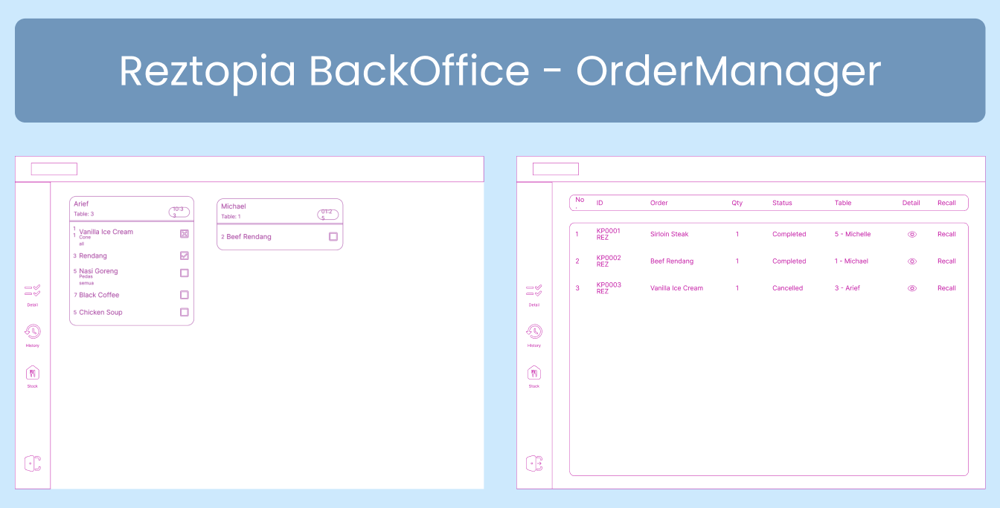 Reztopia BackOffice - OrderManager
Arief
Table: 3
10:3
3
1
1
Vanilla Ice Cream
Cone
all
3 Rendang
5 Nasi Goreng
Pedas
semua
7 Black Coffee
5 Chicken Soup
Michael
Table: 1
01:2
5
2 Beef Rendang
Detail
History
Stock
No
.
ID Order Qty Status Table Detail Recall
1 KP0001
REZ
Sirloin Steak 1 Completed 5 - Michelle Recall
2 KP0002
REZ
Beef Rendang 1 Completed 1 - Michael Recall
3 KP0003
REZ
Vanilla Ice Cream 1 Cancelled 3 - Arief Recall
Detail
History
Stock